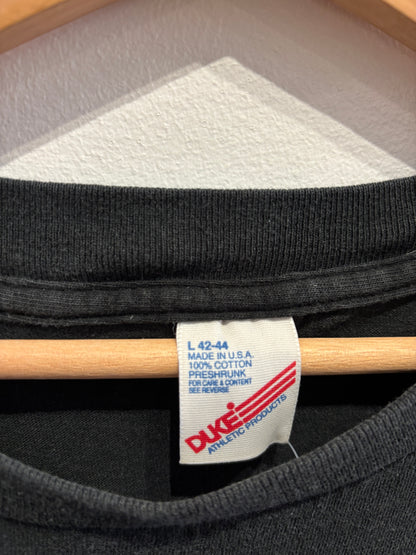 L 42-44
MADE IN U.S.A.
100% COTTON
PRESHRUNK
FOR CARE & CONTENT
SEE REVERSE
DUKE
ATHLETIC PRODUCTS